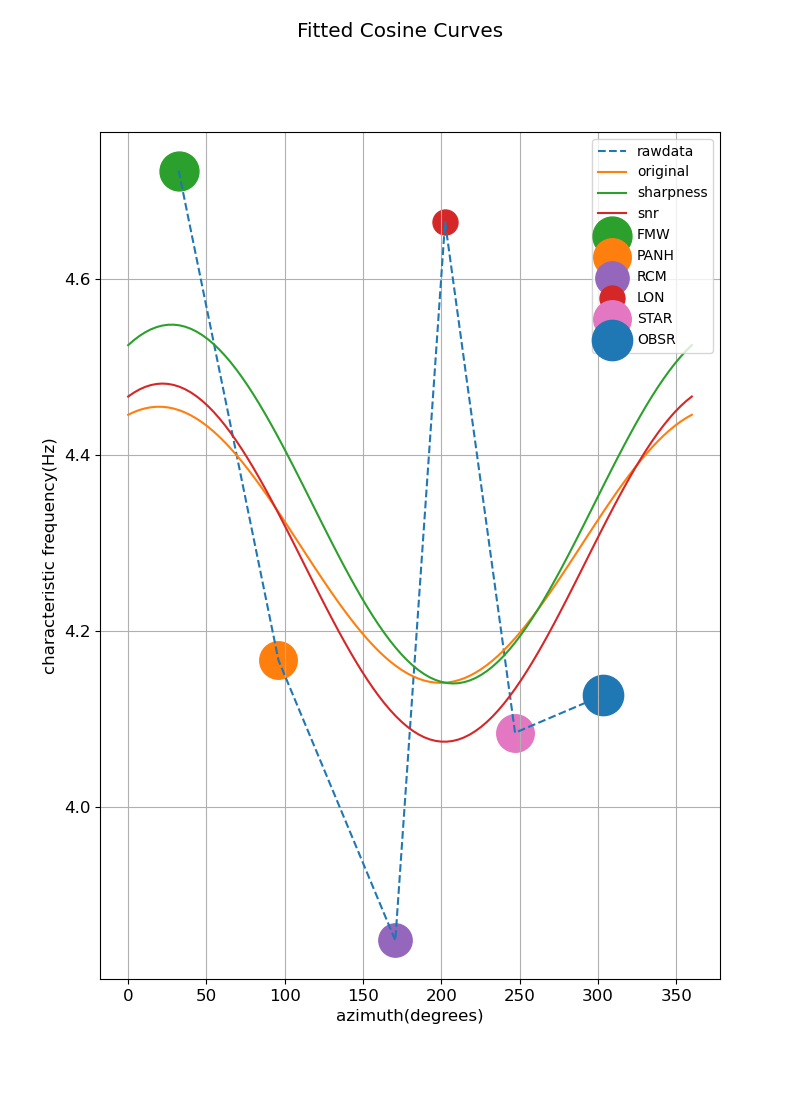 Fitted Cosine Curves
rawdata
original
sharpness
snr
FMW
PANH
RCM
LON
STAR
OBSR
characteristic frequency(Hz)
4.6
4.4
4.2
4.0
0 50 100 150 200 250 300 350
azimuth(degrees)